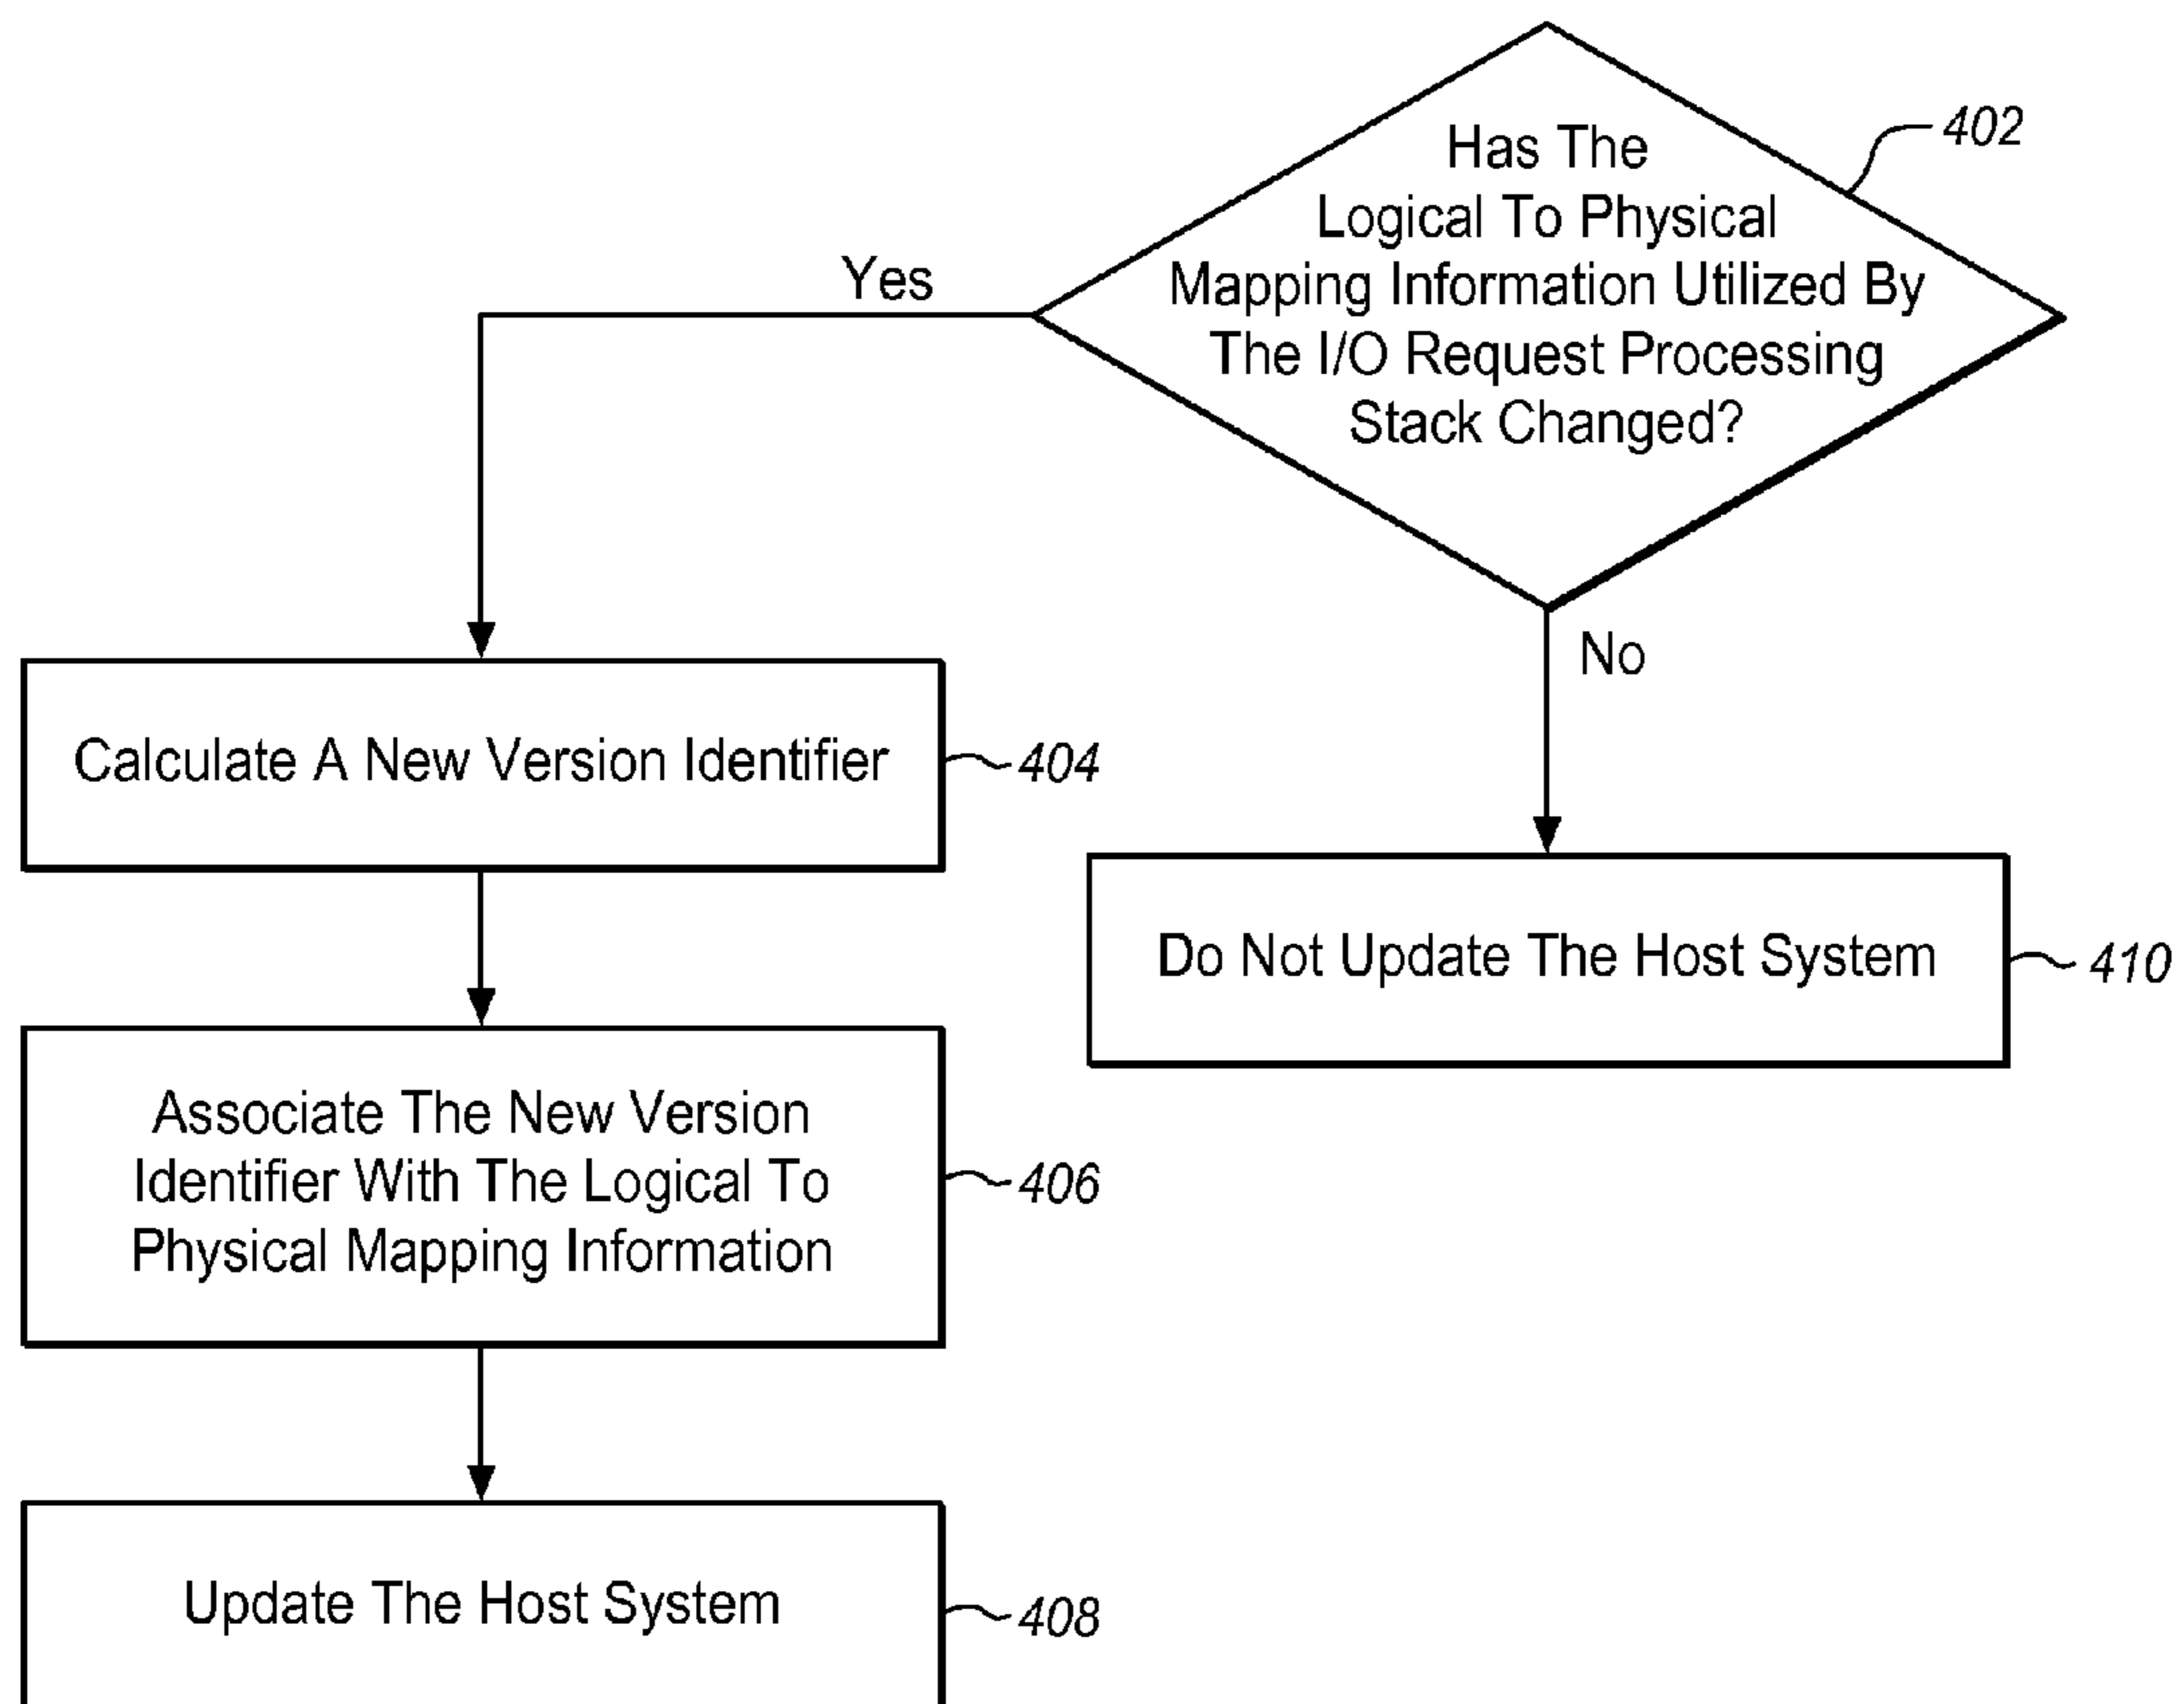 Has The
Logical To Physical
Mapping Information Utilized By
The I/O Request Processing
Stack Changed?
402
Yes
No
Calculate A New Version Identifier
404
Do Not Update The Host System
410
Associate The New Version
Identifier With The Logical To
Physical Mapping Information
406
Update The Host System
408